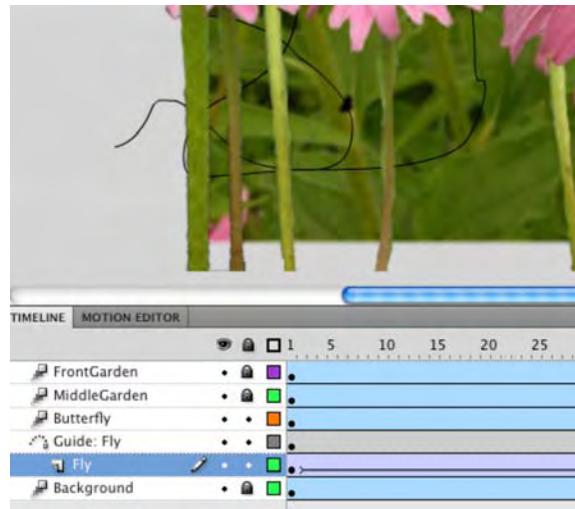 TIMELINE MOTION EDITOR
1 5 10 15 20 25
FrontGarden
MiddleGarden
Butterfly
Guide: Fly
Fly
Background